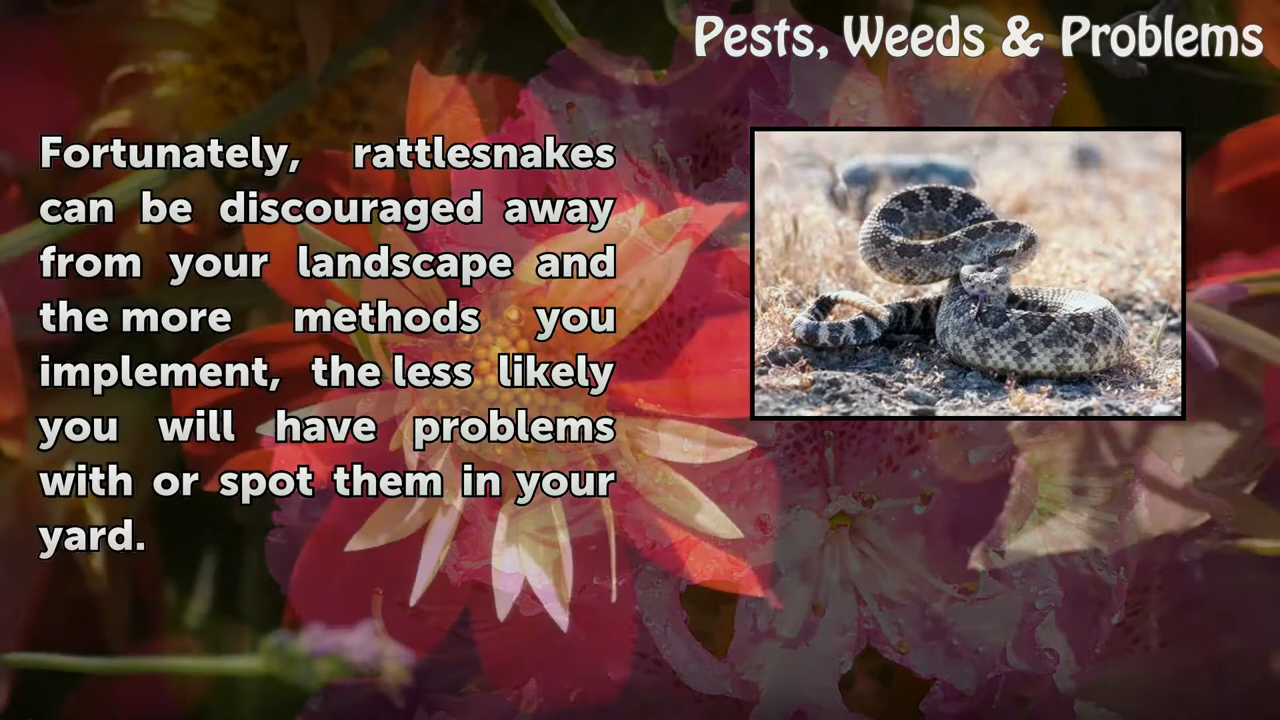 Pests, Weeds & Problems
Fortunately, rattlesnakes
can be discouraged away
from your landscape and
the more methods you
implement, the less likely
you will have problems
with or spot them in your
yard.